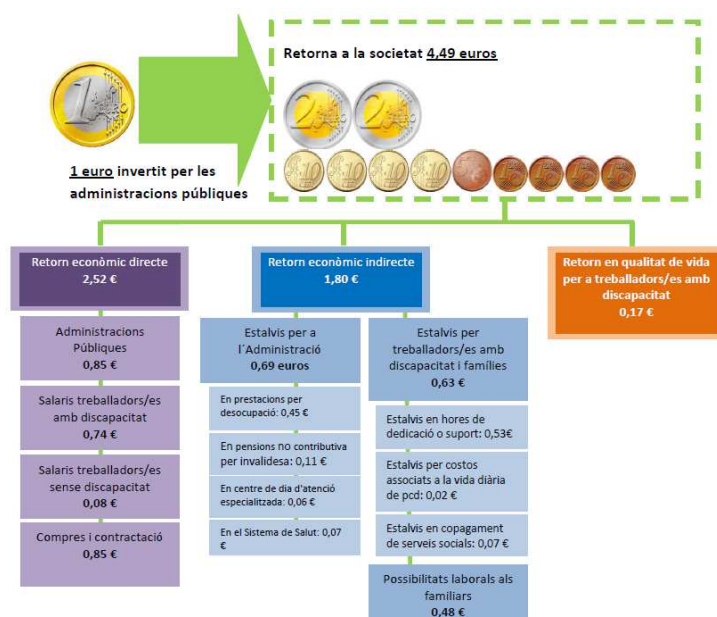 Retorna a la societat 4,49 euros
1 euro invertit per les
administracions públiques
Retorn econòmic directe
2,52 €
Administracions
Públiques
0,85 €
Salaris treballadors/es
amb discapacitat
0,74 €
Salaris treballadors/es
sense discapacitat
0,08 €
Compres i contractació
0,85 €
Retorn econòmic indirecte
1,80 €
Estalvis per a
l´Administració
0,69 euros
En prestacions per
desocupació: 0,45 €
En pensions no contributiva
per invalidesa: 0,11 €
En centre de dia d'atenció
especialitzada: 0,06 €
En el Sistema de Salut: 0,07
€
Estalvis per
treballadors/es amb
discapacitat i famílies
0,63 €
Estalvis en hores de
dedicació o suport: 0,53€
Estalvis per costos
associats a la vida diària
de pcd: 0,02 €
Estalvis en copagament
de serveis socials: 0,07 €
Possibilitats laborals als
familiars
0,48 €
Retorn en qualitat de vida
per a treballadors/es amb
discapacitat
0,17 €